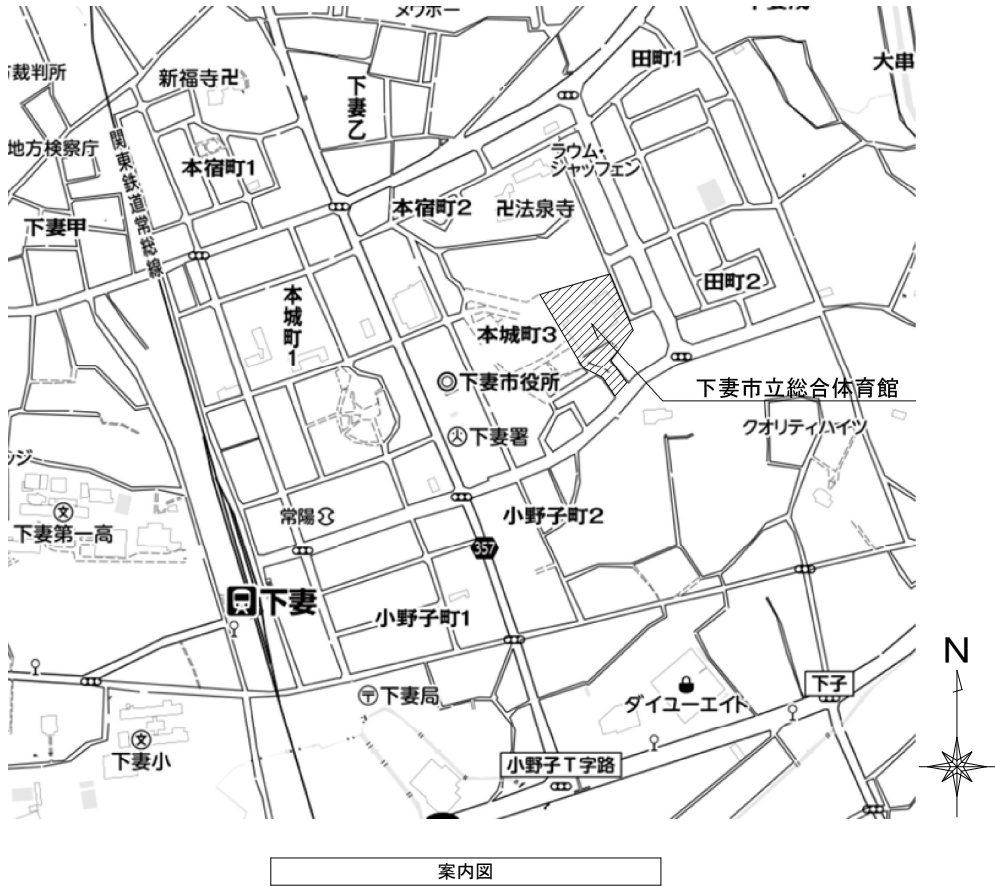 田町1
大串
裁判所
新福寺
下妻乙
地方検察庁
関東鉄道常総線
本宿町1
ラウム・
シャッフェン
本宿町2
法泉寺
下妻甲
田町2
本城町1
本城町3
下妻市役所
下妻市立総合体育館
クオリティハイツ
火
下妻署
ッジ
文
下妻第一高
常陽
小野子町2
357
下妻
小野子町1
N
下妻局
下子
ダイユーエイト
文
下妻小
小野子T字路
案内図